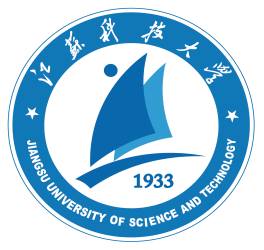 江苏科技大学
1933
JIANGSU UNIVERSITY OF SCIENCE AND TECHNOLOGY